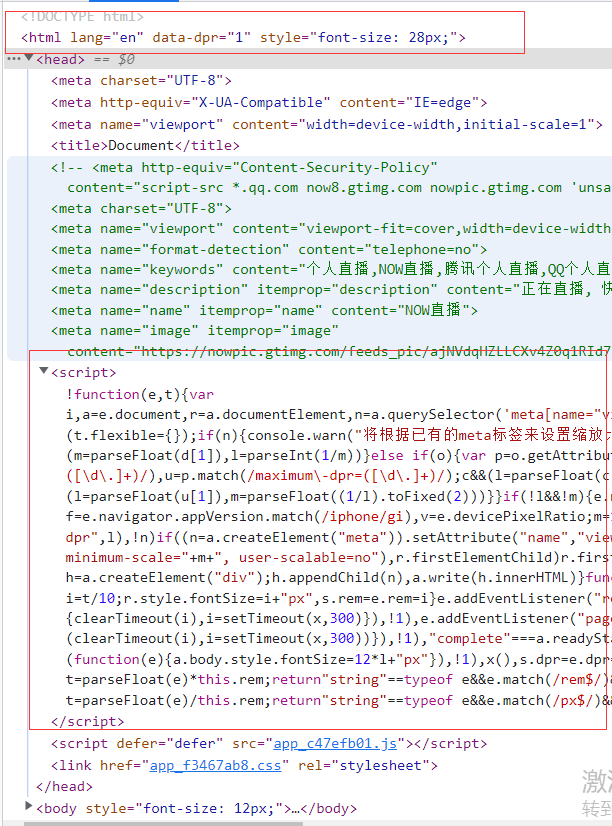 <!DOCTYPE html>
<html lang="en" data-dpr="1" style="font-size: 28px;">
<head> == $0
<meta charset="UTF-8">
<meta http-equiv="X-UA-Compatible" content="IE=edge">
<meta name="viewport" content="width=device-width,initial-scale=1">
<title>Document</title>
<!-- <meta http-equiv="Content-Security-Policy"
content="script-src *.qq.com now8.gtimg.com nowpic.gtimg.com 'unsa
<meta charset="UTF-8">
<meta name="viewport" content="viewport-fit=cover,width=device-width
<meta name="format-detection" content="telephone=no">
<meta name="keywords" content="个人直播,NOW直播,腾讯个人直播,QQ个人直
<meta name="description" itemprop="description" content="正在直播, 快
<meta name="name" itemprop="name" content="NOW直播">
<meta name="image" itemprop="image"
content="https://nowpic.gtimg.com/feeds_pic/ajNVdqHZLLCXv4Z0q1RId7
<script>
!function(e,t){var
i,a=e.document,r=a.documentElement,n=a.querySelector('meta[name="vi
(t.flexible={});if(n){console.warn("将根据已有的meta标签来设置缩放
(m=parseFloat(d[1]),l=parseInt(1/m))}else if(o){var p=o.getAttribut
([\d\.]+)/),u=p.match(/maximum\-dpr=([\d\.]+)/);c&&(l=parseFloat(c
(l=parseFloat(u[1]),m=parseFloat((1/l).toFixed(2)))}}if(!l&&!m){e.n
f=e.navigator.appVersion.match(/iphone/gi),v=e.devicePixelRatio;m=1
dpr",l),!n)if((n=a.createElement("meta")).setAttribute("name","view
minimum-scale="+m+", user-scalable=no"),r.firstElementChild)r.first
h=a.createElement("div");h.appendChild(n),a.write(h.innerHTML)}func
i=t/10;r.style.fontSize=i+"px",s.rem=e.rem=i}e.addEventListener("re
{clearTimeout(i),i=setTimeout(x,300)}),!1),e.addEventListener("page
(clearTimeout(i),i=setTimeout(x,300))}),!1),"complete"===a.readySta
(function(e){a.body.style.fontSize=12*l+"px"}),!1),x(),s.dpr=e.dpr=
t=parseFloat(e)*this.rem;return"string"==typeof e&&e.match(/rem$/)&
t=parseFloat(e)/this.rem;return"string"==typeof e&&e.match(/px$/)&&
</script>
<script defer="defer" src="app_c47efb01.js"></script>
<link href="app_f3467ab8.css" rel="stylesheet">
</head>
<body style="font-size: 12px;">…</body>
激活
转到